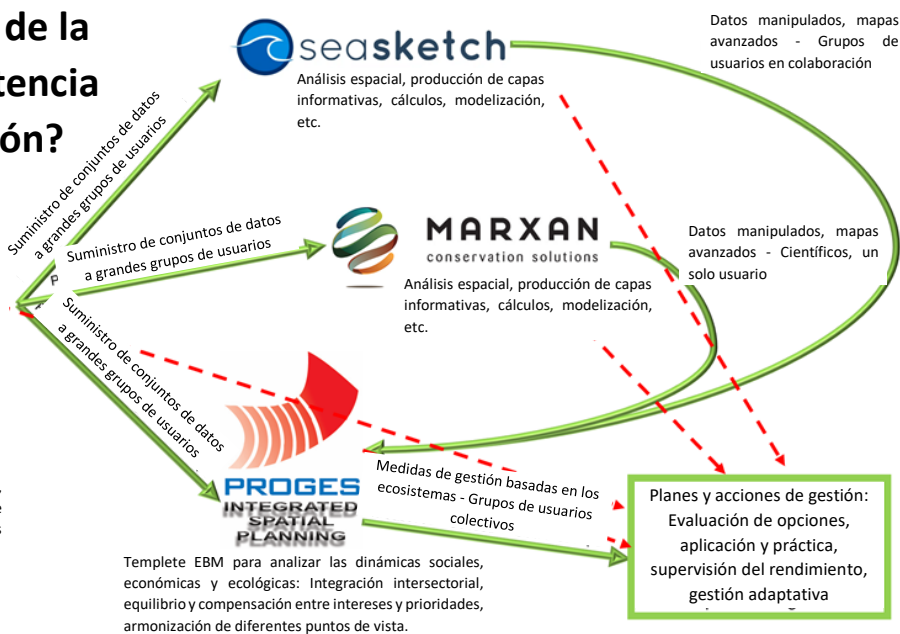 de la
tencia
ón?
seasketch
Análisis espacial, producción de capas
informativas, cálculos, modelización,
etc.
Datos manipulados, mapas
avanzados - Grupos de
usuarios en colaboración
Suministro de conjuntos de datos
a grandes grupos de usuarios
Suministro de conjuntos de datos
a grandes grupos de usuarios
MARXAN
conservation solutions
Análisis espacial, producción de capas
informativas, cálculos, modelización,
etc.
Datos manipulados, mapas
avanzados - Científicos, un
solo usuario
Suministro de conjuntos de datos
a grandes grupos de usuarios
PROGES
INTEGRATED
SPATIAL
PLANNING
Medidas de gestión basadas en los
ecosistemas - Grupos de usuarios
colectivos
Templete EBM para analizar las dinámicas sociales,
económicas y ecológicas: Integración intersectorial,
equilibrio y compensación entre intereses y prioridades,
armonización de diferentes puntos de vista.
Planes y acciones de gestión:
Evaluación de opciones,
aplicación y práctica,
supervisión del rendimiento,
gestión adaptativa